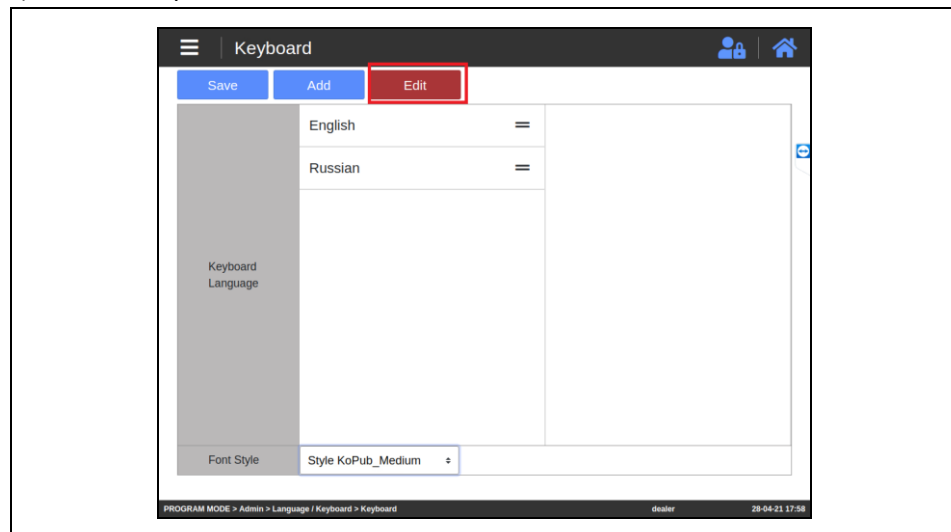 Keyboard
Save Add Edit
English
Russian
Keyboard
Language
Font Style Style KoPub_Medium
PROGRAM MODE > Admin > Language / Keyboard > Keyboard dealer 28-04-21 17:58